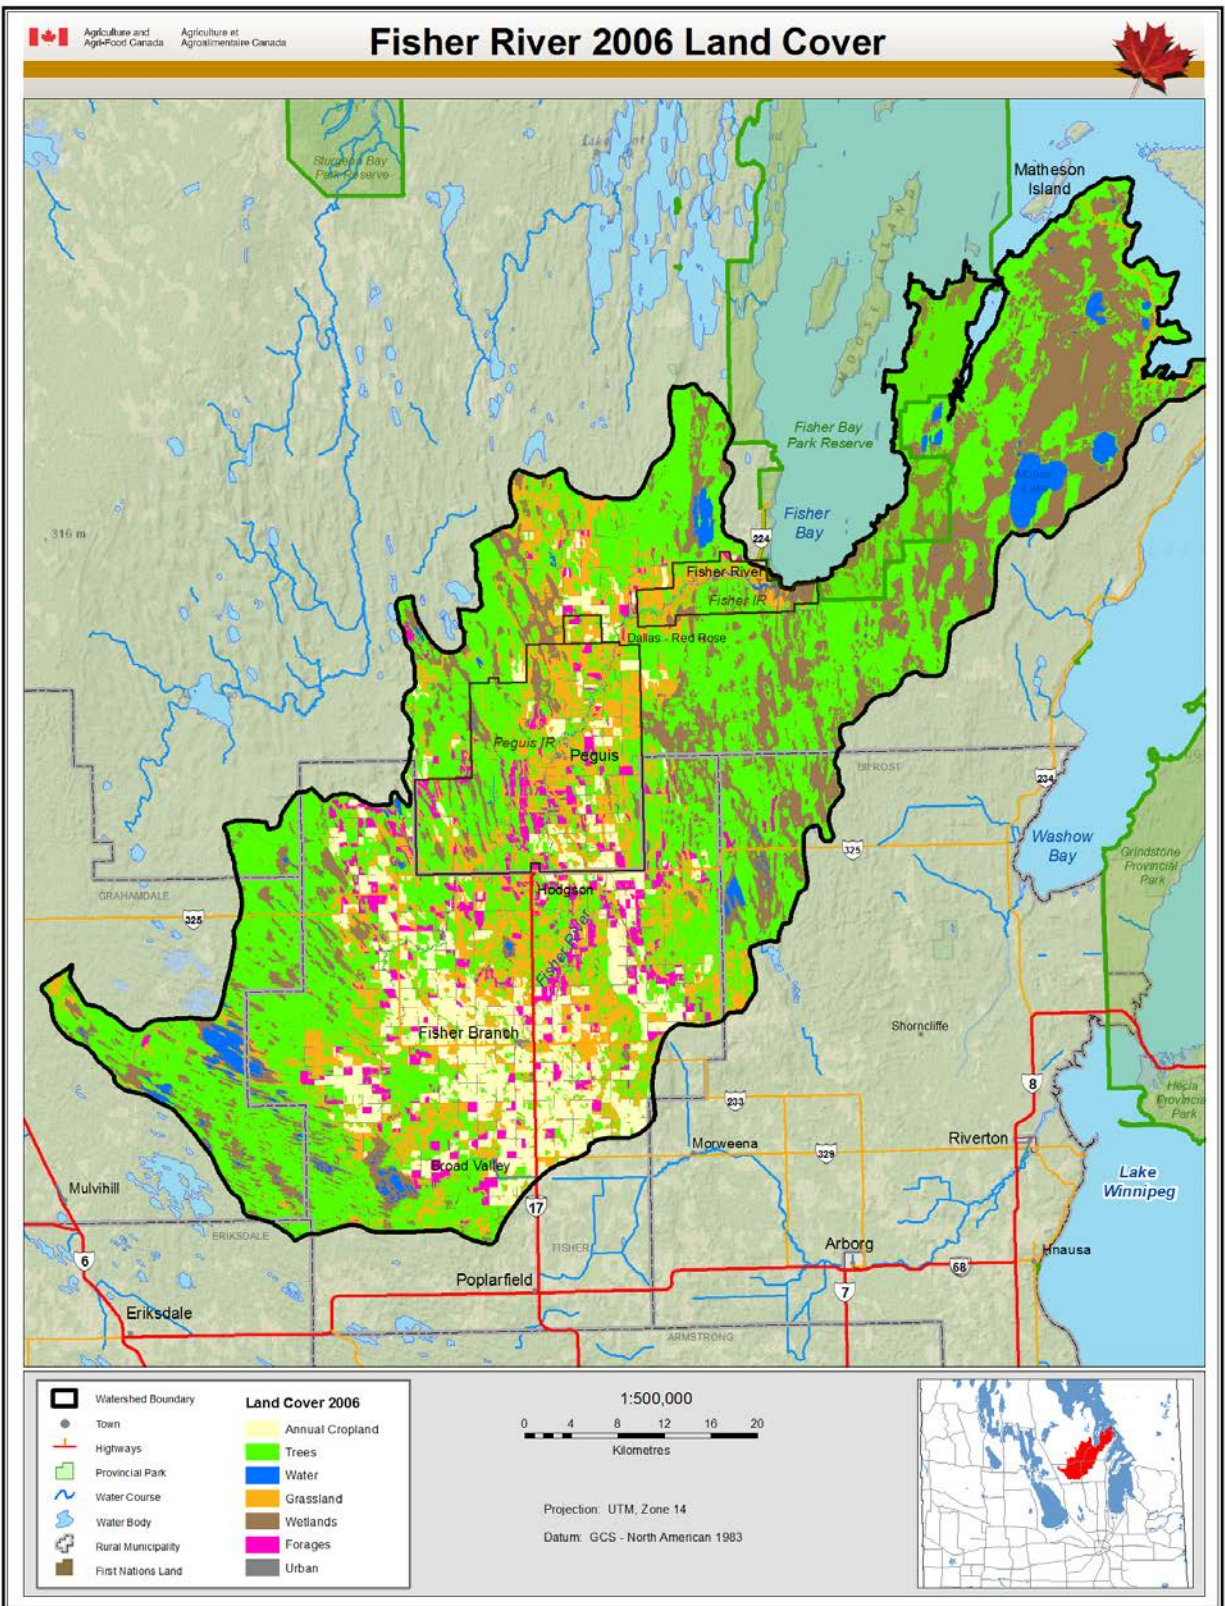 Agriculture and
Agri-Food Canada
Agriculture et
Agroalimentaire Canada
Fisher River 2006 Land Cover
Sturgeon Bay
Park Reserve
Matheson
Island
MOOSE ISLAND
Fisher Bay
Park Reserve
316 m
Fisher
Bay
224
Fisher River
Fisher IR
Dallas - Red Rose
Peguis IR
Peguis
BIFROST
234
325
Washow
Bay
Grindstone
Provincial
Park
GRAHAMDALE
325
Hodgson
Fisher River
Fisher Branch
Shorncliffe
8
Hecla
Provincial
Park
233
Morweena
329
Riverton
Broad Valley
Lake
Winnipeg
Mulvihill
17
ERIKSDALE
FISHER
Arborg
Hnausa
6
68
Poplarfield
7
Eriksdale
ARMSTRONG
Watershed Boundary
Town
Highways
Provincial Park
Water Course
Water Body
Rural Municipality
First Nations Land
Land Cover 2006
Annual Cropland
Trees
Water
Grassland
Wetlands
Forages
Urban
1:500,000
0 4 8 12 16 20
Kilometres
Projection: UTM, Zone 14
Datum: GCS - North American 1983